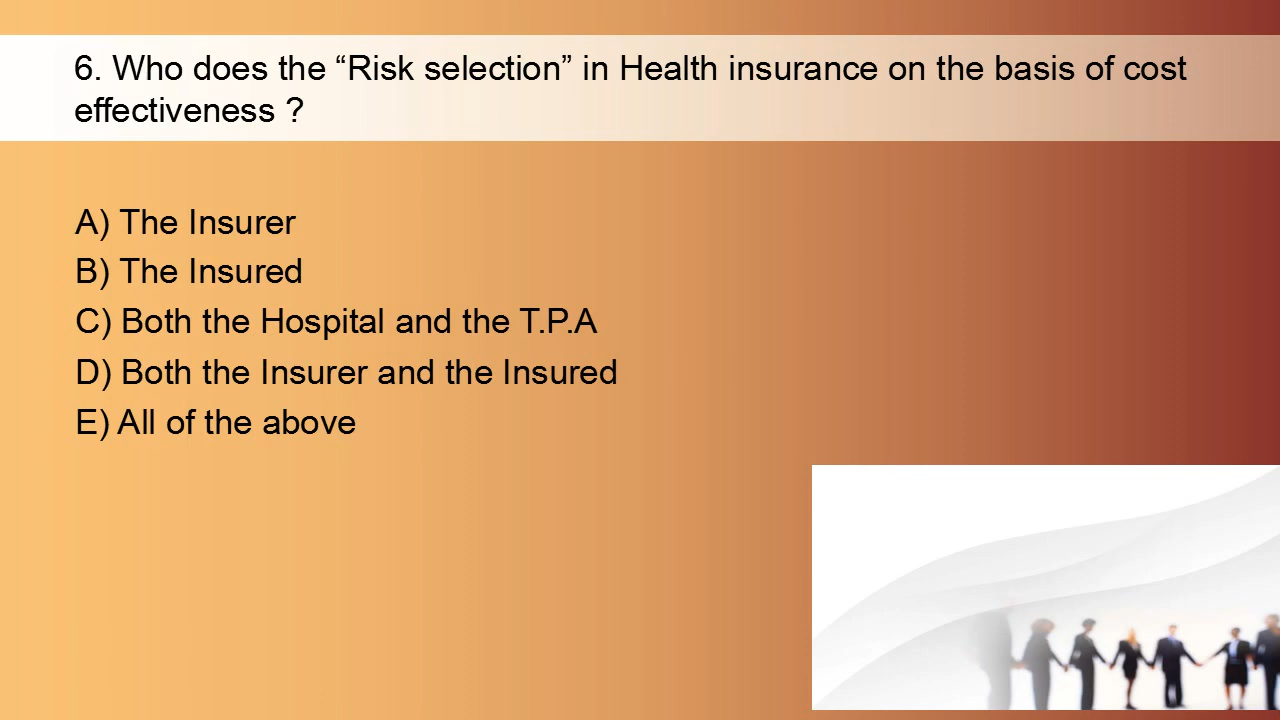 6. Who does the “Risk selection” in Health insurance on the basis of cost
effectiveness ?
A) The Insurer
B) The Insured
C) Both the Hospital and the T.P.A
D) Both the Insurer and the Insured
E) All of the above